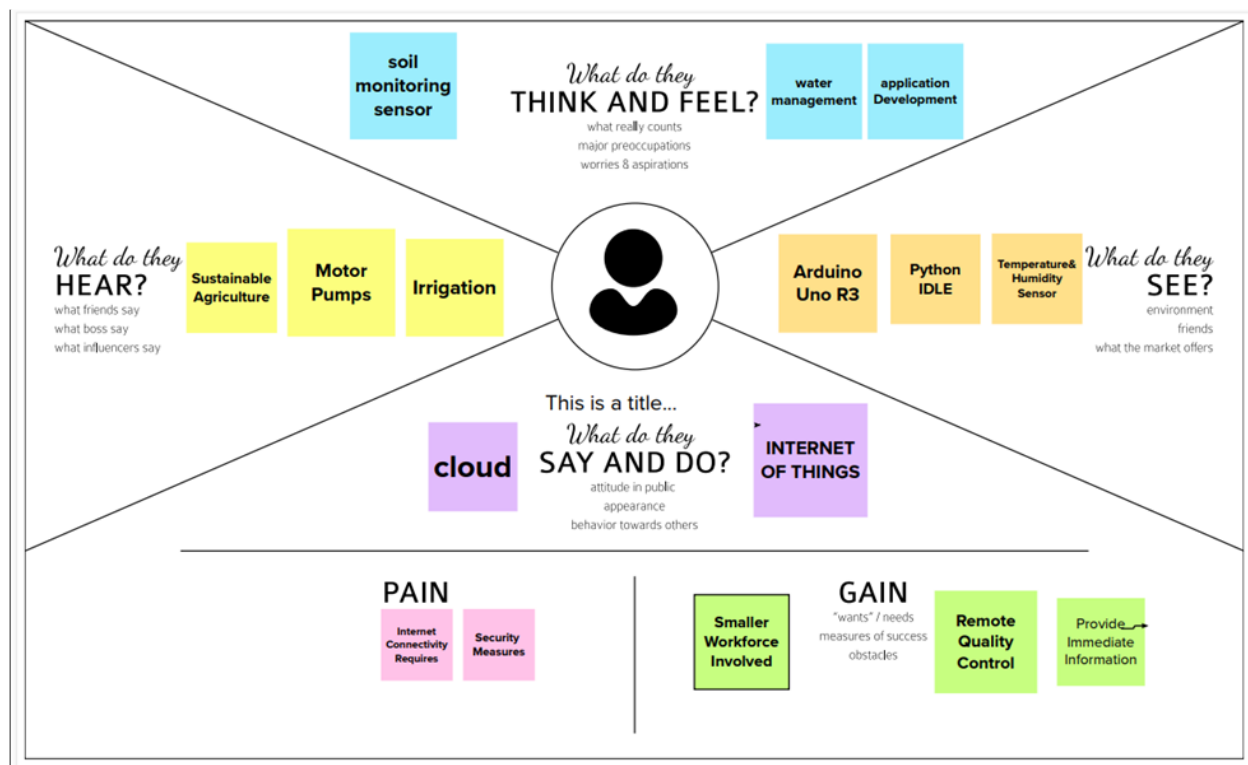 soil
monitoring
sensor
What do they
THINK AND FEEL?
what really counts
major preoccupations
worries & aspirations
water
management
application
Development
What do they
HEAR?
what friends say
what boss say
what influencers say
Sustainable
Agriculture
Motor
Pumps
Irrigation
Arduino
Uno R3
Python
IDLE
Temperature&
Humidity
Sensor
What do they
SEE?
environment
friends
what the market offers
This is a title...
What do they
SAY AND DO?
attitude in public
appearance
behavior towards others
cloud
INTERNET
OF THINGS
PAIN
Internet
Connectivity
Requires
Security
Measures
GAIN
"wants" / needs
measures of success
obstacles
Smaller
Workforce
Involved
Remote
Quality
Control
Provide
Immediate
Information